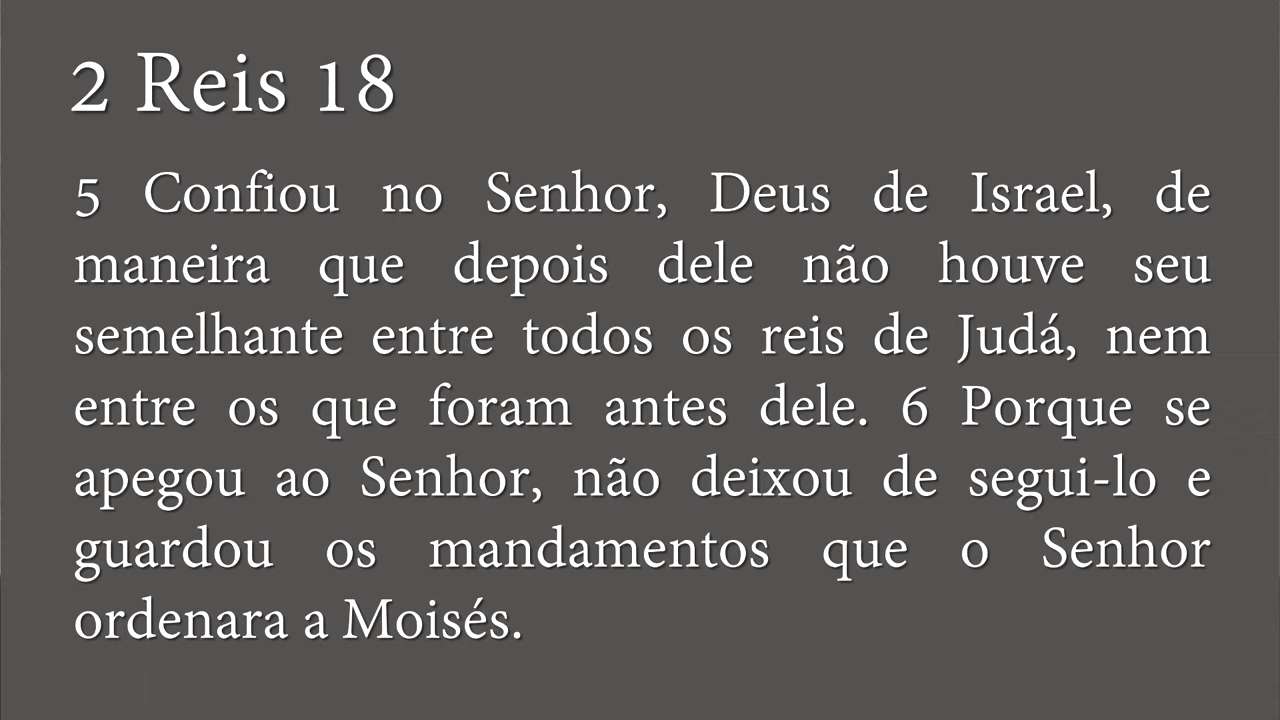 2 Reis 18
5 Confiou no Senhor, Deus de Israel, de
maneira que depois dele não houve seu
semelhante entre todos os reis de Judá, nem
entre os que foram antes dele. 6 Porque se
apegou ao Senhor, não deixou de segui-lo e
guardou os mandamentos que o Senhor
ordenara a Moisés.